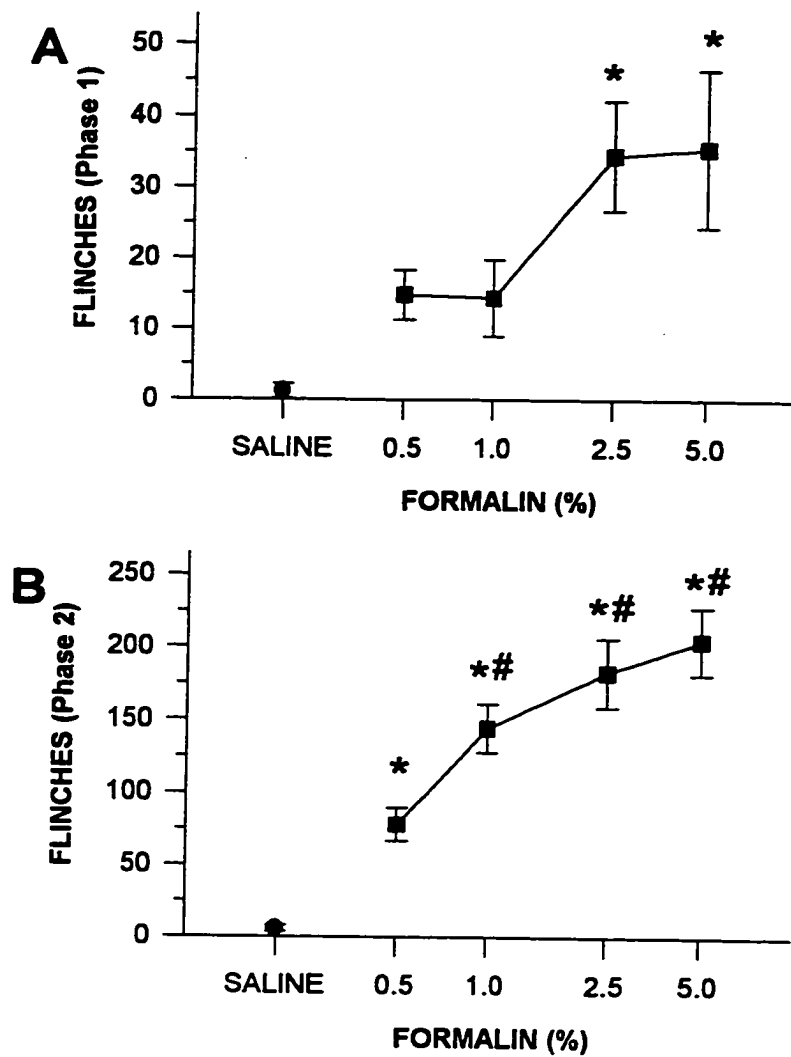 A
FLINCHES (Phase 1)
50
40
30
20
10
0
* *
SALINE 0.5 1.0 2.5 5.0
FORMALIN (%)
B
FLINCHES (Phase 2)
250
200
150
100
50
0
* *# *# *#
SALINE 0.5 1.0 2.5 5.0
FORMALIN (%)